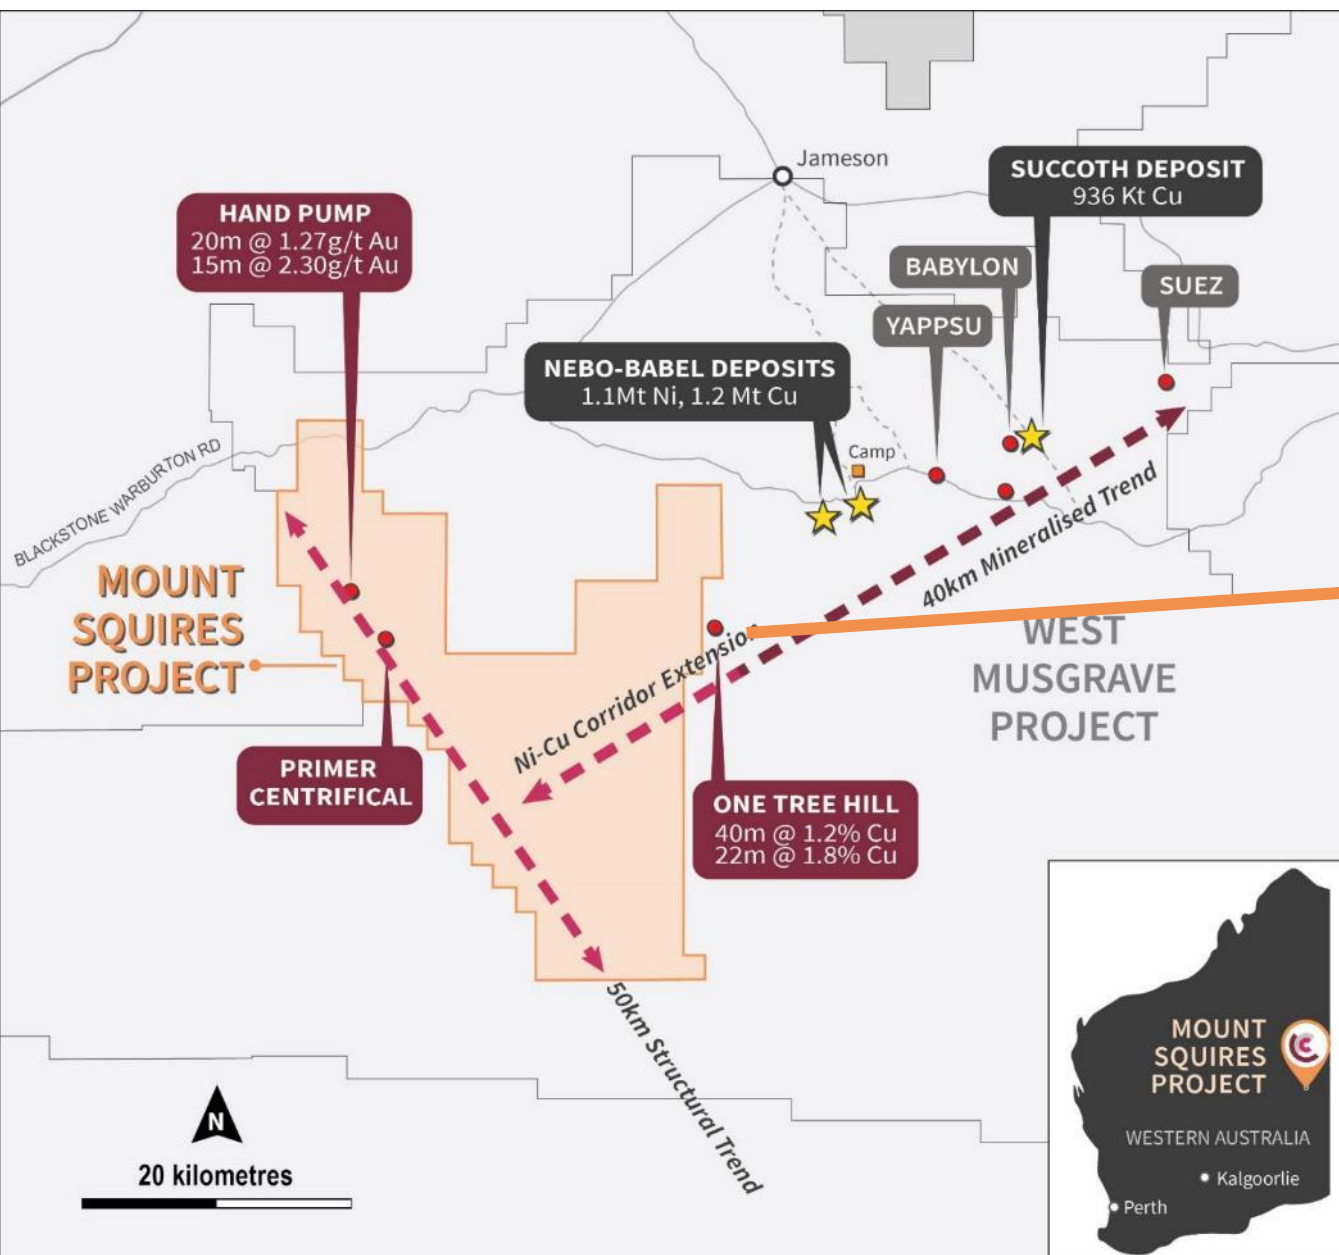 Jameson
SUCCOTH DEPOSIT
936 Kt Cu
HAND PUMP
20m @ 1.27g/t Au
15m @ 2.30g/t Au
BABYLON
SUEZ
YAPPSU
NEBO-BABEL DEPOSITS
1.1Mt Ni, 1.2 Mt Cu
Camp
BLACKSTONE WARBURTON RD
40km Mineralised Trend
MOUNT
SQUIRES
PROJECT
Ni-Cu Corridor Extension
WEST
MUSGRAVE
PROJECT
PRIMER
CENTRIFICAL
ONE TREE HILL
40m @ 1.2% Cu
22m @ 1.8% Cu
50km Structural Trend
N
20 kilometres
MOUNT
SQUIRES
PROJECT
WESTERN AUSTRALIA
Kalgoorlie
Perth